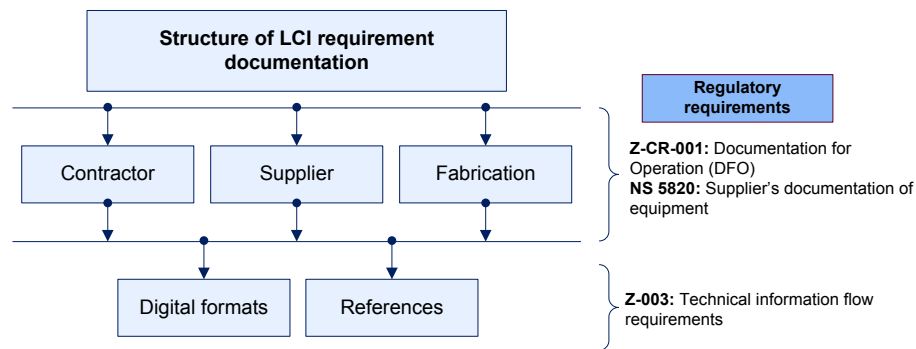 Structure of LCI requirement
documentation
Regulatory
requirements
Contractor
Supplier
Fabrication
Z-CR-001: Documentation for
Operation (DFO)
NS 5820: Supplier's documentation of
equipment
Digital formats
References
Z-003: Technical information flow
requirements